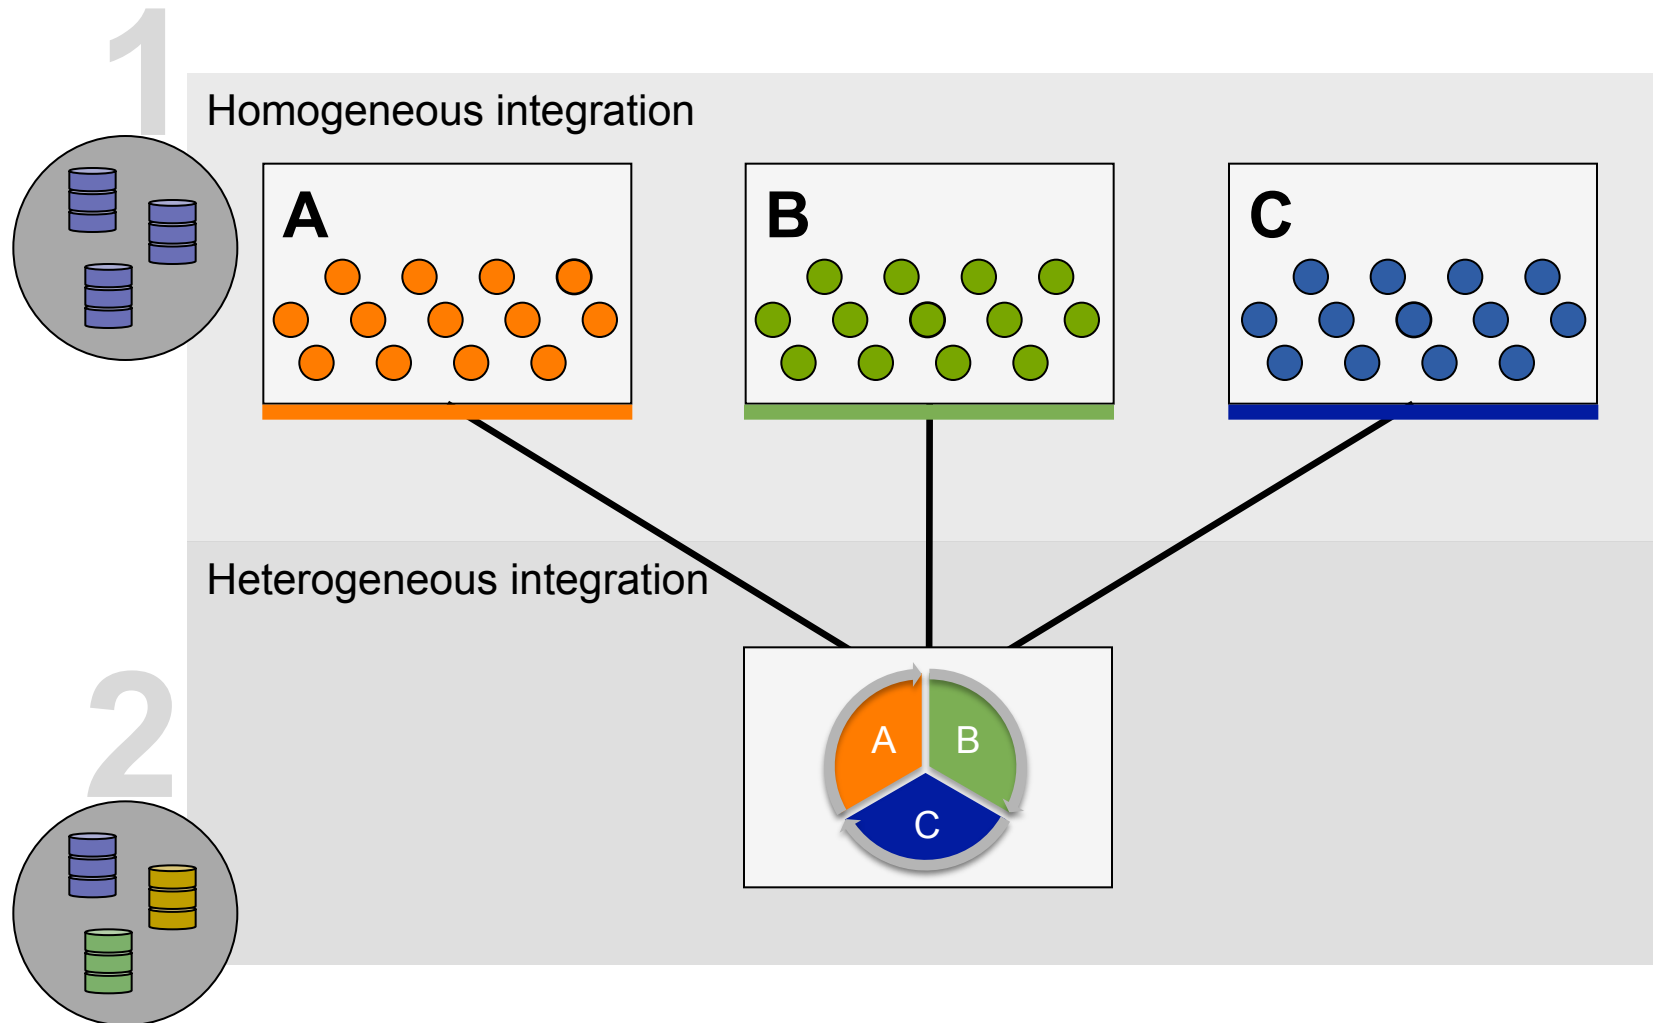 1
Homogeneous integration
A
B
C
Heterogeneous integration
2
A
B
C